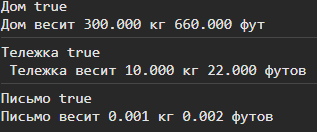 Дом true
Дом весит 300.000 кг 660.000 фут
Тележка true
Тележка весит 10.000 кг 22.000 футов
Письмо true
Письмо весит 0.001 кг 0.002 футов